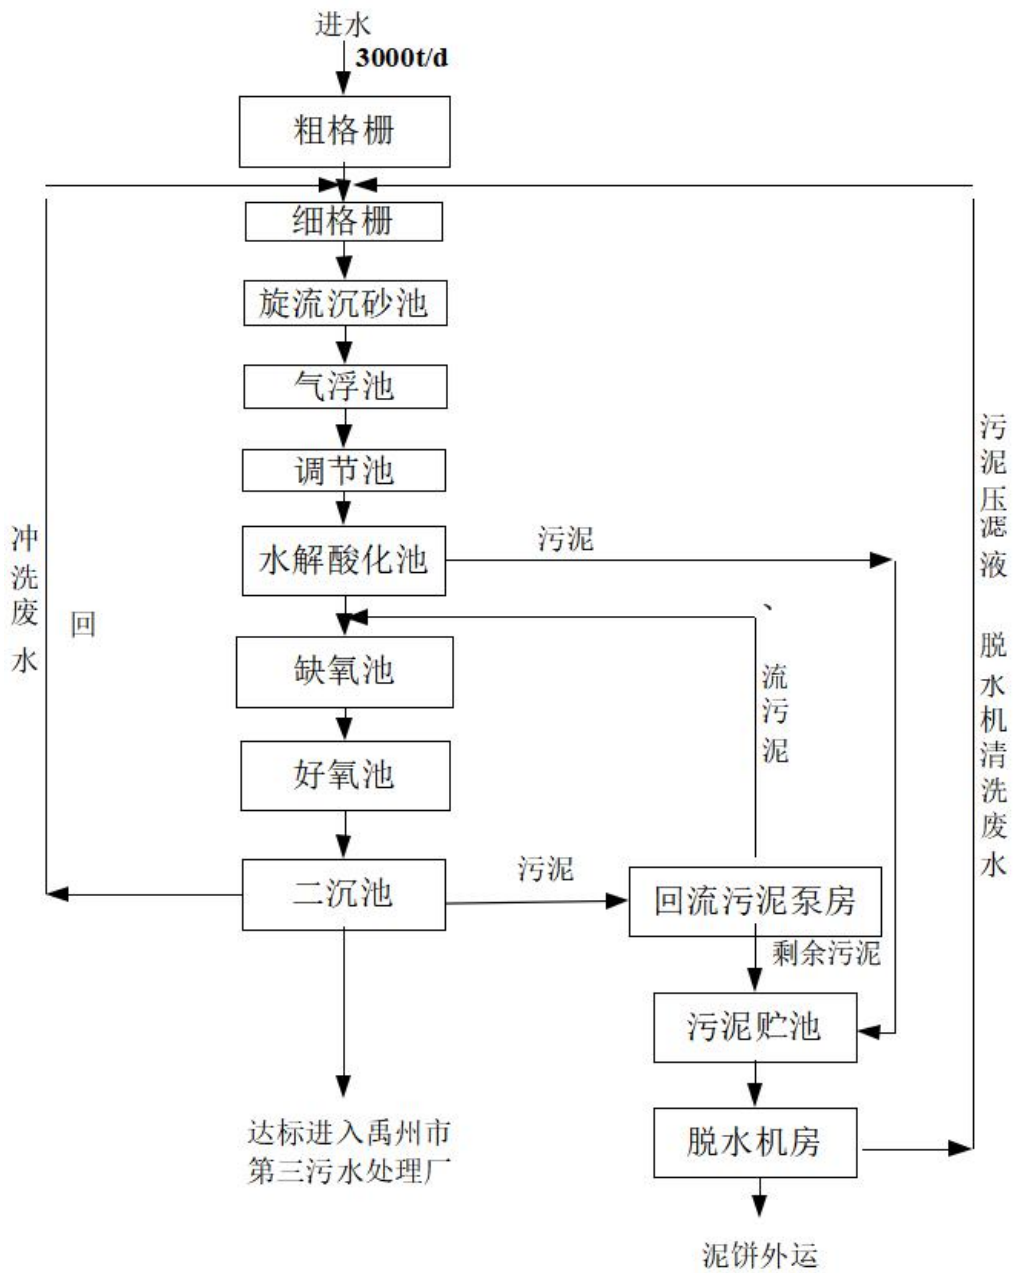 进水
3000t/d
粗格栅
细格栅
旋流沉砂池
气浮池
调节池
水解酸化池
污泥
、
回
流污泥
缺氧池
好氧池
二沉池
污泥
回流污泥泵房
剩余污泥
污泥贮池
脱水机房
冲洗废水
污泥压滤液
脱水机清洗废水
达标进入禹州市
第三污水处理厂
泥饼外运